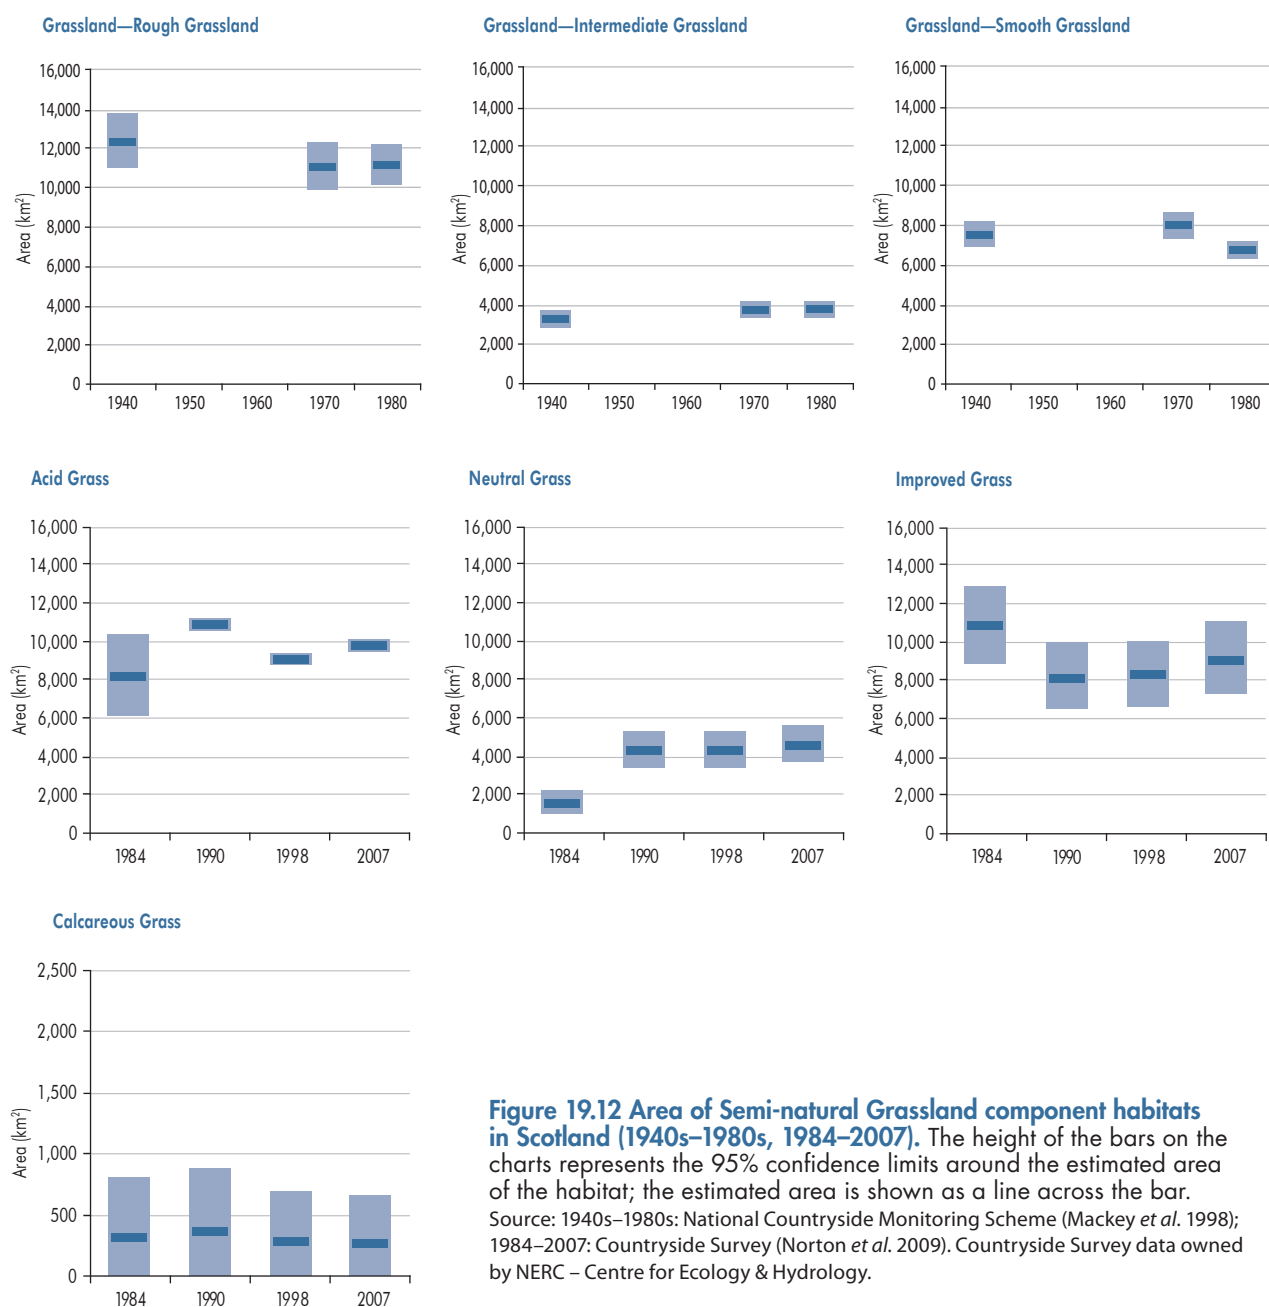 Grassland—Rough Grassland
16,000
14,000
12,000
10,000
8,000
6,000
4,000
2,000
0
Area (km²)
1940 1950 1960 1970 1980
Grassland—Intermediate Grassland
16,000
14,000
12,000
10,000
8,000
6,000
4,000
2,000
0
Area (km²)
1940 1950 1960 1970 1980
Grassland—Smooth Grassland
16,000
14,000
12,000
10,000
8,000
6,000
4,000
2,000
0
Area (km²)
1940 1950 1960 1970 1980
Acid Grass
16,000
14,000
12,000
10,000
8,000
6,000
4,000
2,000
0
Area (km²)
1984 1990 1998 2007
Neutral Grass
16,000
14,000
12,000
10,000
8,000
6,000
4,000
2,000
0
Area (km²)
1984 1990 1998 2007
Improved Grass
16,000
14,000
12,000
10,000
8,000
6,000
4,000
2,000
0
Area (km²)
1984 1990 1998 2007
Calcareous Grass
2,500
2,000
1,500
1,000
500
0
Area (km²)
1984 1990 1998 2007
Figure 19.12 Area of Semi-natural Grassland component habitats
in Scotland (1940s–1980s, 1984–2007). The height of the bars on the
charts represents the 95% confidence limits around the estimated area
of the habitat; the estimated area is shown as a line across the bar.
Source: 1940s–1980s: National Countryside Monitoring Scheme (Mackey et al. 1998);
1984–2007: Countryside Survey (Norton et al. 2009). Countryside Survey data owned
by NERC – Centre for Ecology & Hydrology.